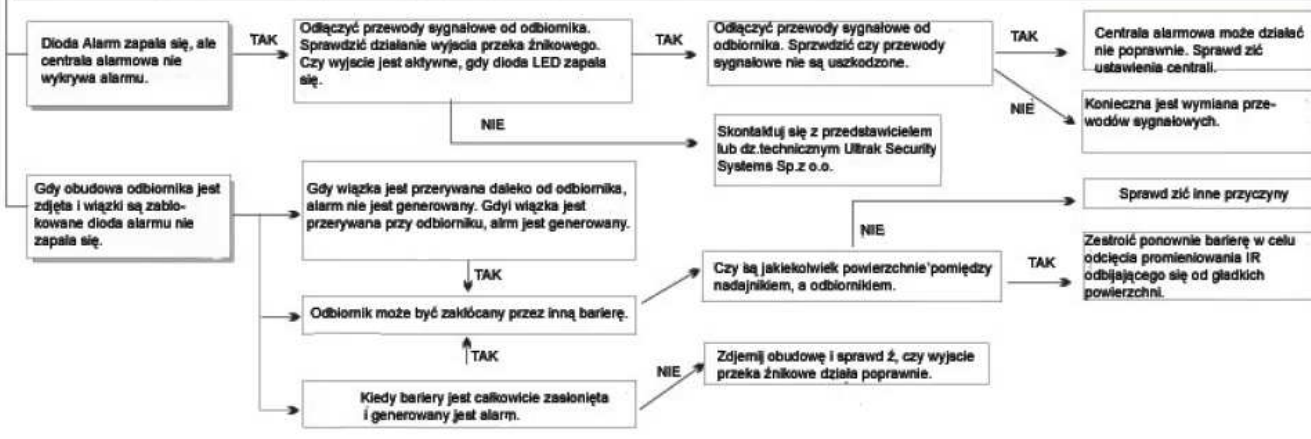 Dioda Alarm zapala się, ale
centrala alarmowa nie
wykrywa alarmu.
TAK
Odłączyć przewody sygnałowe od odbiornika.
Sprawdzić działanie wyjscia przeka źnikowego.
Czy wyjscie jest aktywne, gdy dioda LED zapala
się.
TAK
Odłączyć przewody sygnałowe od
odbiornika. Sprzwdzić czy przewody
sygnałowe nie są uszkodzone.
TAK
Centrala alarmowa może działać
nie poprawnie. Sprawd zić
ustawienia centrali.
NIE
Konieczna jest wymiana prze-
wodów sygnałowych.
NIE
Skontaktuj się z przedstawicielem
lub dz.technicznym Ultrak Security
Systems Sp.z o.o.
Gdy obudowa odbiornika jest
zdjęta i wiązki są zablo-
kowane dioda alarmu nie
zapala się.
Gdy wiązka jest przerywana daleko od odbiornika,
alarm nie jest generowany. Gdyi wiązka jest
przerywana przy odbiorniku, alrm jest generowany.
TAK
Odbiornik może być zakłócany przez inną barierę.
TAK
Kiedy bariery jest całkowicie zasłonięta
i generowany jest alarm.
NIE
Zdjemij obudowę i sprawd ź, czy wyjscie
przeka źnikowe działa poprawnie.
Czy są jakiekolwiek powierzchnie pomiędzy
nadajnikiem, a odbiornikiem.
NIE
Sprawd zić inne przyczyny
TAK
Zestroić ponownie barierę w celu
odcięcia promieniowania IR
odbijającego się od gładkich
powierzchni.